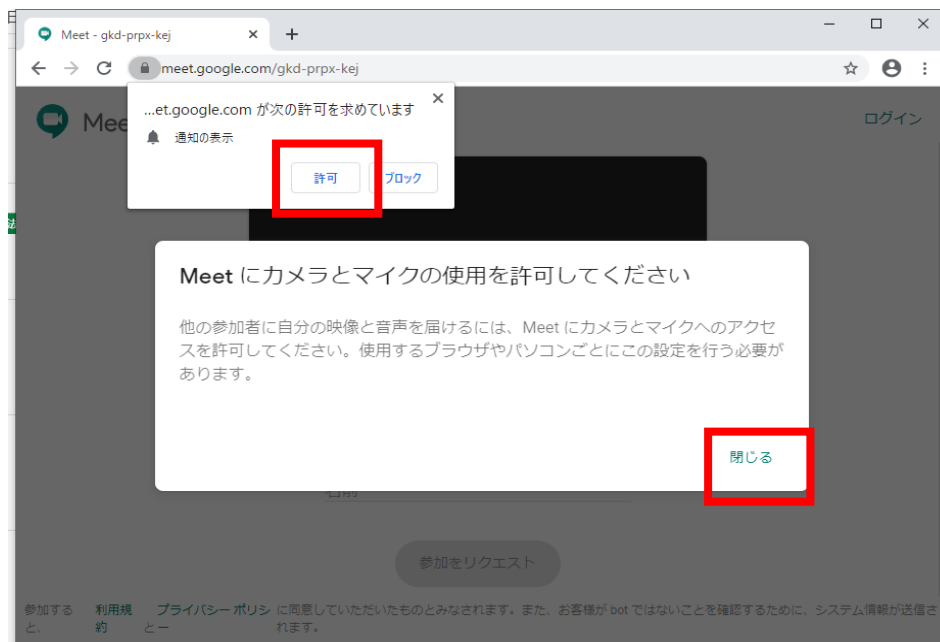 日
Meet - gkd-prpx-kej
meet.google.com/gkd-prpx-kej
...et.google.com が次の許可を求めています
通知の表示
許可
ブロック
Mee
ログイン
法
Meet にカメラとマイクの使用を許可してください
他の参加者に自分の映像と音声を届けるには、Meet にカメラとマイクへのアクセ
スを許可してください。使用するブラウザやパソコンごとにこの設定を行う必要が
あります。
閉じる
名前
参加をリクエスト
参加する 利用規 プライバシー ポリシ に同意していただいたものとみなされます。また、お客様が bot ではないことを確認するために、システム情報が送信さ
と、 約 と ー れます。